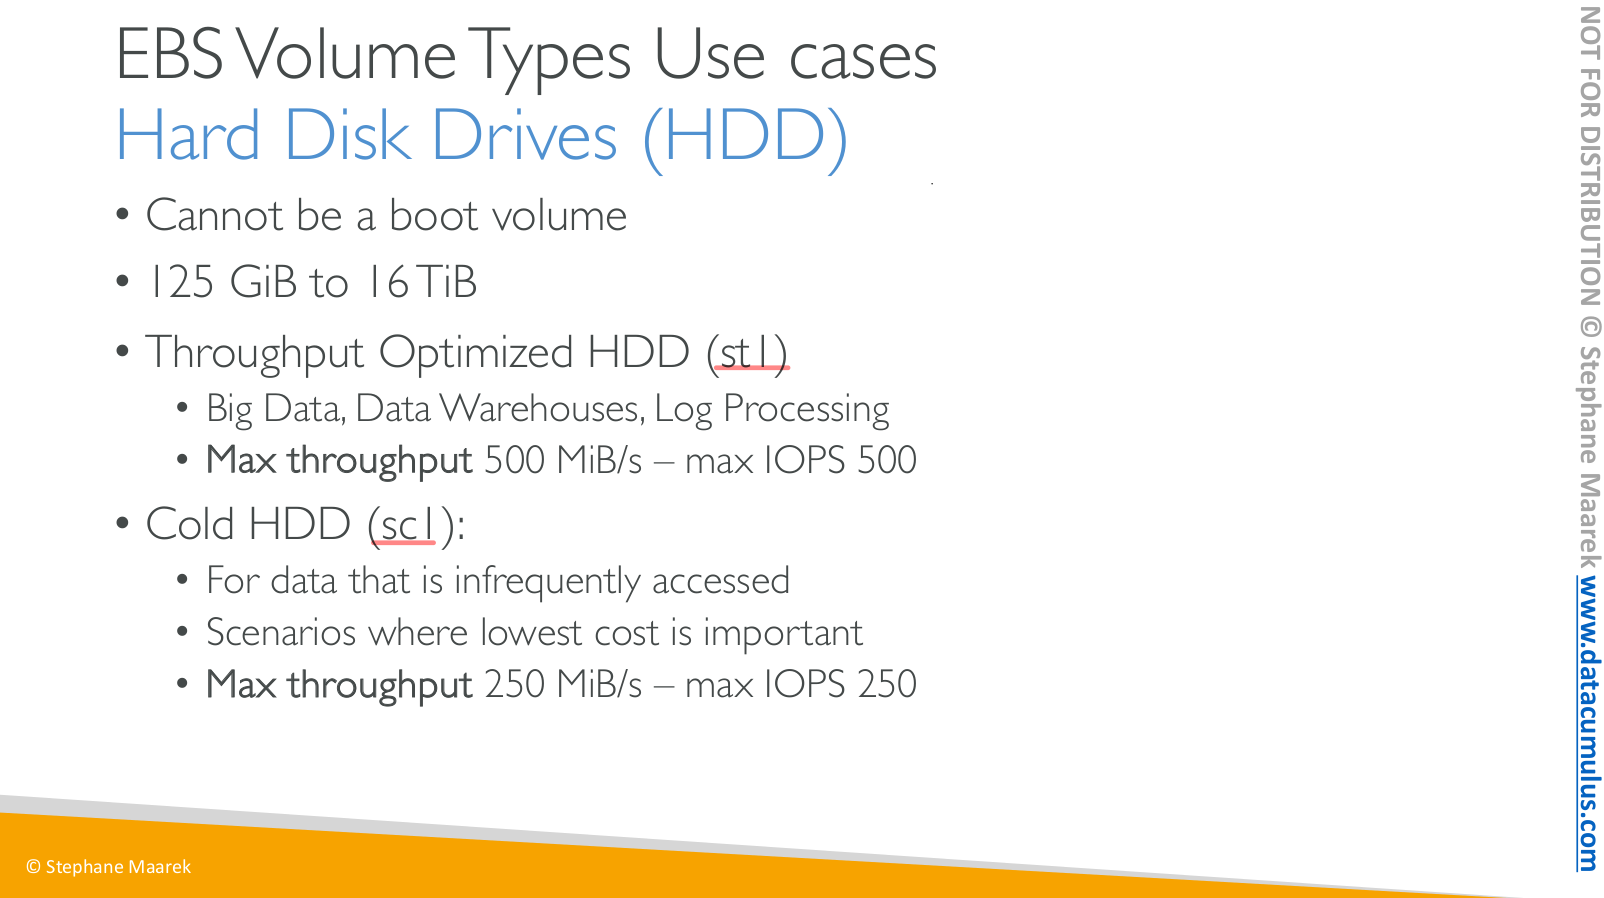 EBS Volume Types Use cases
Hard Disk Drives (HDD)
• Cannot be a boot volume
• 125 GiB to 16 TiB
• Throughput Optimized HDD (st1)
• Big Data, Data Warehouses, Log Processing
• Max throughput 500 MiB/s – max IOPS 500
• Cold HDD (sc1):
• For data that is infrequently accessed
• Scenarios where lowest cost is important
• Max throughput 250 MiB/s – max IOPS 250
© Stephane Maarek
NOT FOR DISTRIBUTION © Stephane Maarek www.datacumulus.com